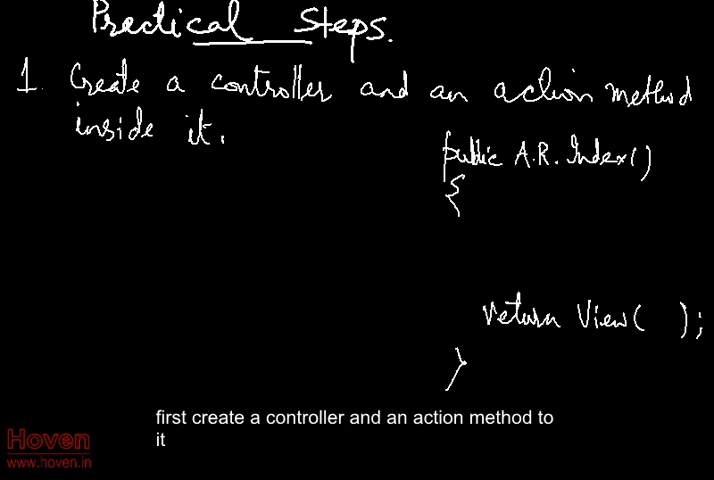 Practical Steps.
1. Create a controller and an action method
inside it.
public A.R. Index()
{
return View( );
}
first create a controller and an action method to
it
Hoven
www.hoven.in